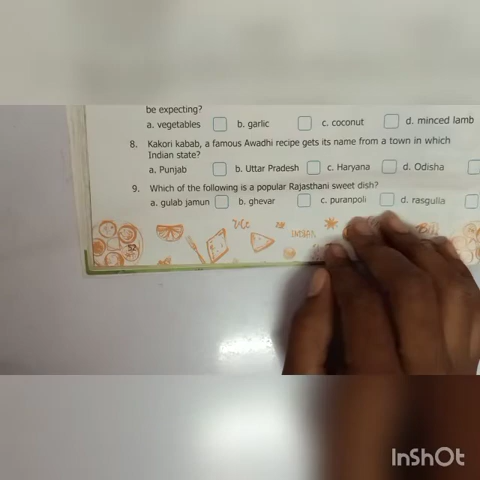 be expecting?
a. vegetables b. garlic c. coconut d. minced lamb
8. Kakori kabab, a famous Awadhi recipe gets its name from a town in which
Indian state?
a. Punjab b. Uttar Pradesh c. Haryana d. Odisha
9. Which of the following is a popular Rajasthani sweet dish?
a. gulab jamun b. ghevar c. puranpoli d. rasgulla
52
InShOt